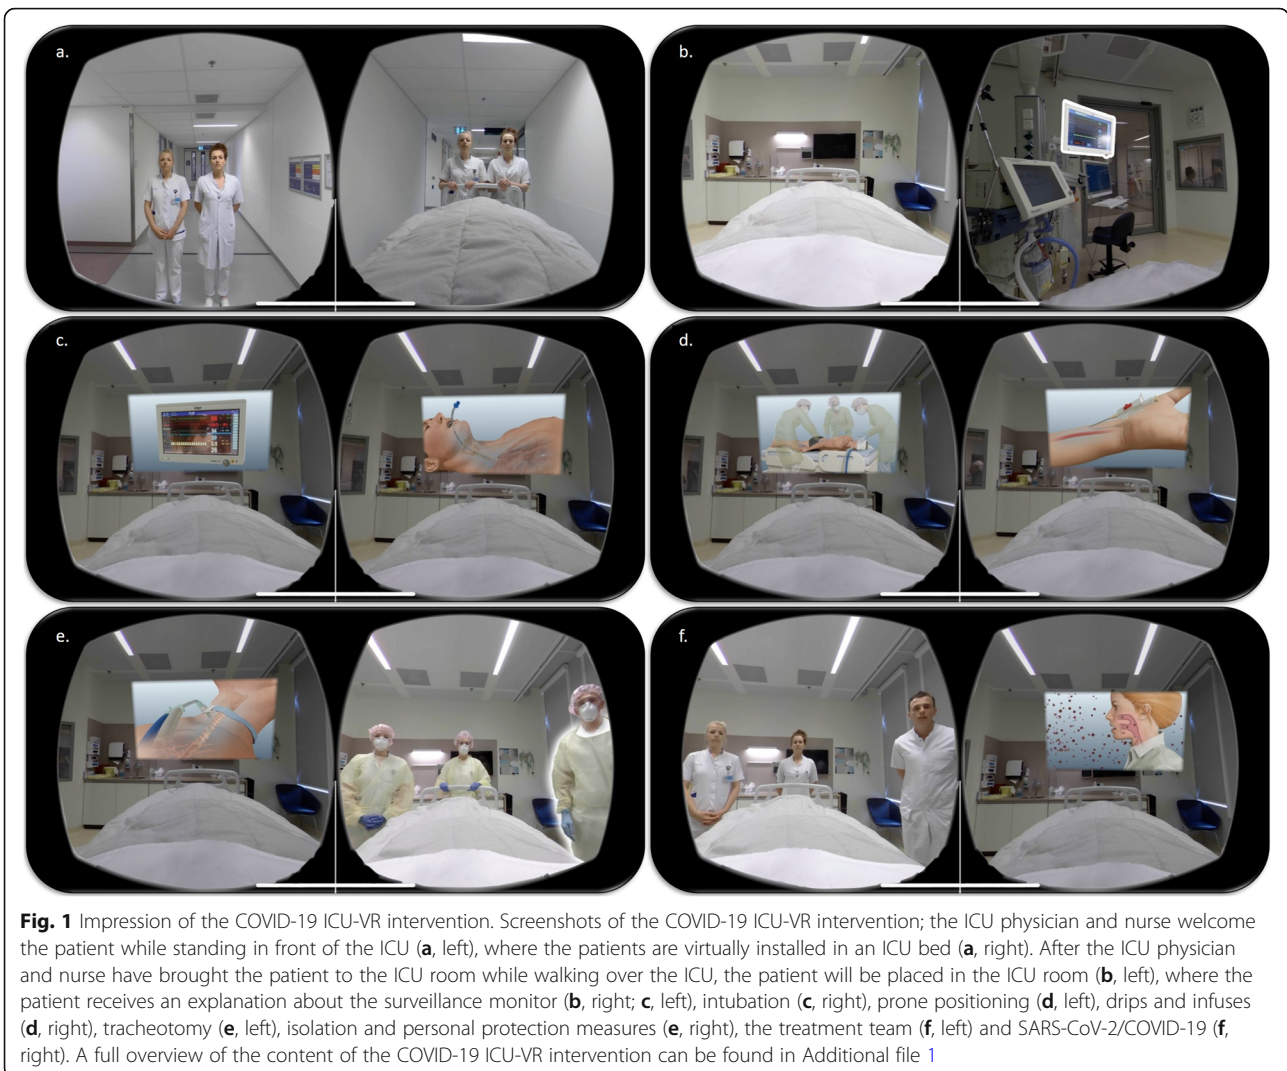 a.
b.
c.
d.
e.
f.
Fig. 1 Impression of the COVID-19 ICU-VR intervention. Screenshots of the COVID-19 ICU-VR intervention; the ICU physician and nurse welcome
the patient while standing in front of the ICU (a, left), where the patients are virtually installed in an ICU bed (a, right). After the ICU physician
and nurse have brought the patient to the ICU room while walking over the ICU, the patient will be placed in the ICU room (b, left), where the
patient receives an explanation about the surveillance monitor (b, right; c, left), intubation (c, right), prone positioning (d, left), drips and infuses
(d, right), tracheotomy (e, left), isolation and personal protection measures (e, right), the treatment team (f, left) and SARS-CoV-2/COVID-19 (f,
right). A full overview of the content of the COVID-19 ICU-VR intervention can be found in Additional file 1